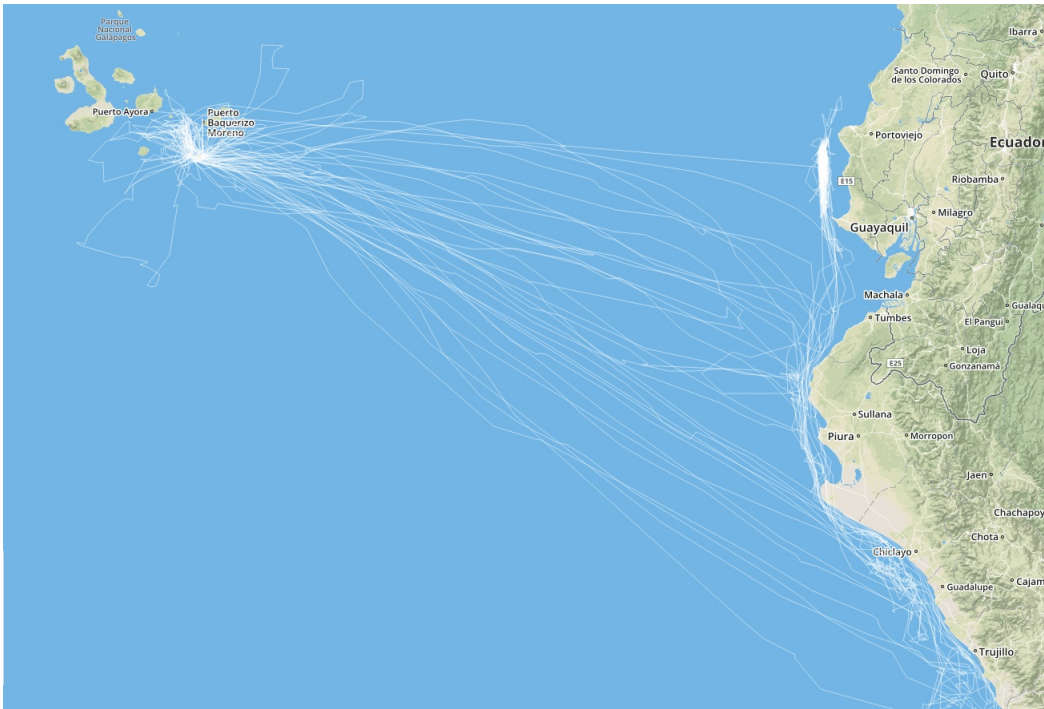 Parque
Nacional
Galápagos
Ibarra
Santo Domingo
de los Colorados
Quito
Puerto Ayora
Puerto
Baquerizo
Moreno
Portoviejo
Ecuador
E15
Riobamba
Milagro
Guayaquil
Machala
Gualaqu
Tumbes
El Pangui
Loja
E25
Gonzanamá
Sullana
Piura
Morropon
Jaen
Chachapoy
Chota
Chiclayo
Guadalupe
Cajam
Trujillo